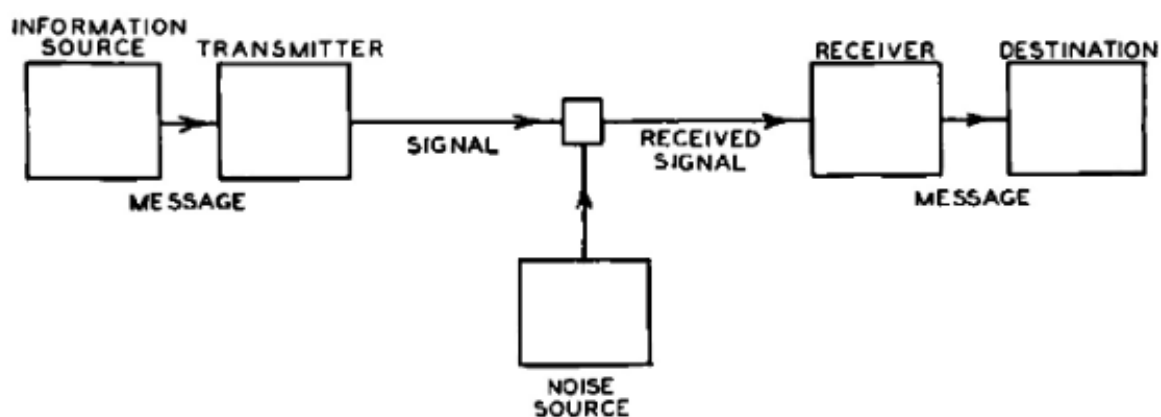 INFORMATION
SOURCE
TRANSMITTER
RECEIVER
DESTINATION
SIGNAL
RECEIVED
SIGNAL
MESSAGE
MESSAGE
NOISE
SOURCE